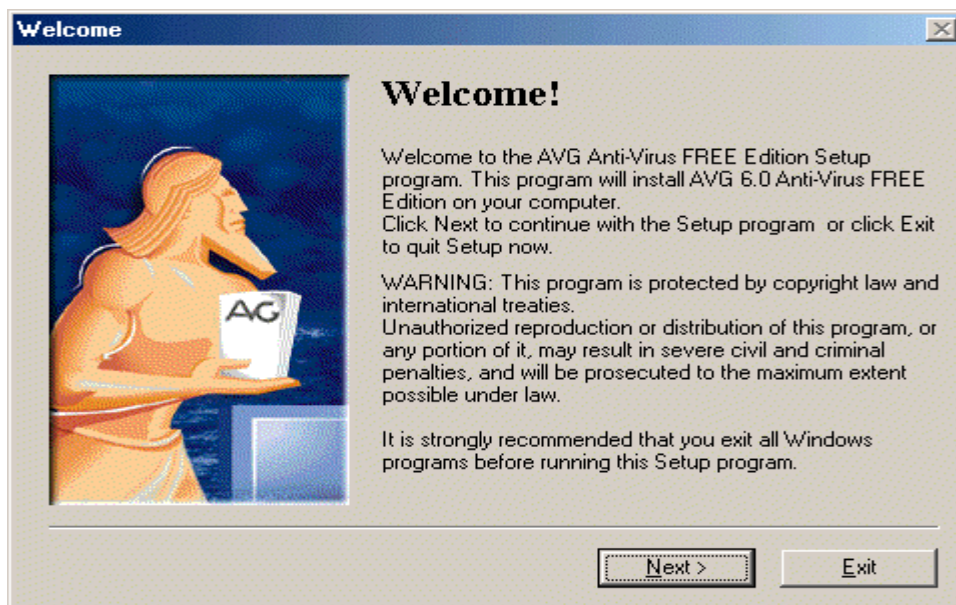 Welcome
Welcome!
Welcome to the AVG Anti-Virus FREE Edition Setup
program. This program will install AVG 6.0 Anti-Virus FREE
Edition on your computer.
Click Next to continue with the Setup program  or click Exit
to quit Setup now.
WARNING: This program is protected by copyright law and
international treaties.
Unauthorized reproduction or distribution of this program, or
any portion of it, may result in severe civil and criminal
penalties, and will be prosecuted to the maximum extent
possible under law.
It is strongly recommended that you exit all Windows
programs before running this Setup program.
AVG
Next >
Exit